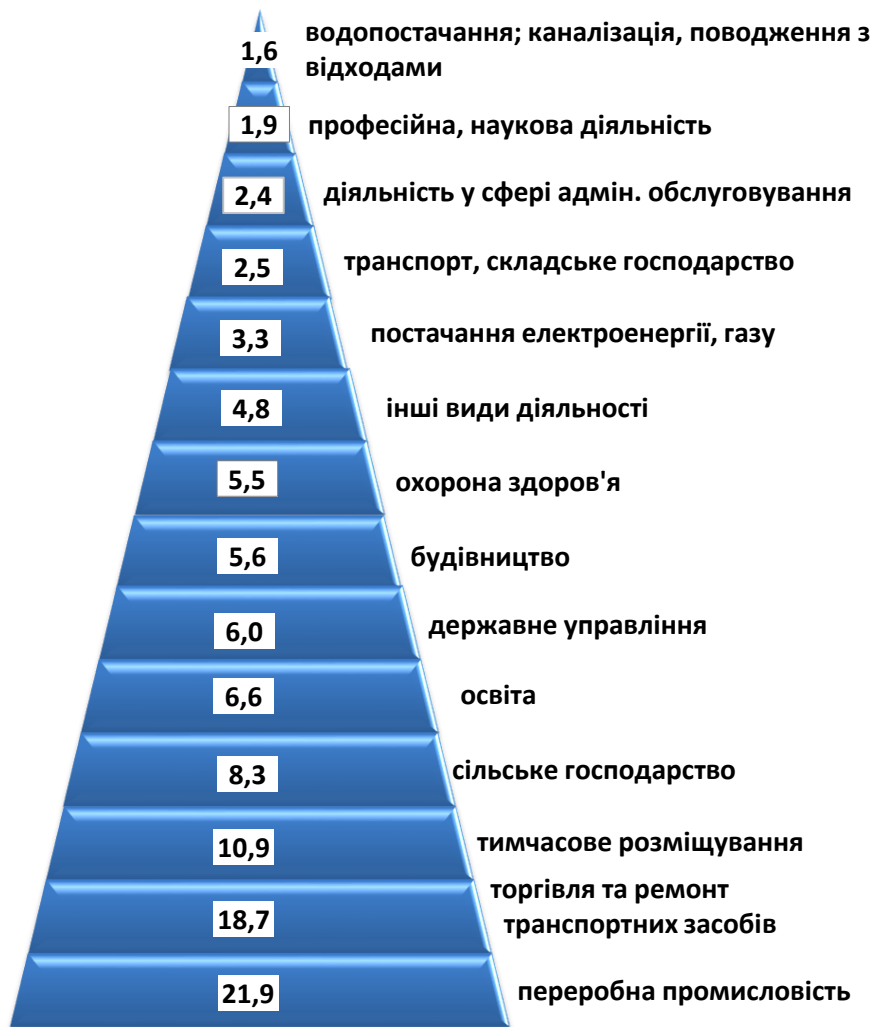 1,6 водопостачання; каналізація, поводження з
відходами
1,9 професійна, наукова діяльність
2,4 діяльність у сфері адмін. обслуговування
2,5 транспорт, складське господарство
3,3 постачання електроенергії, газу
4,8 інші види діяльності
5,5 охорона здоров'я
5,6 будівництво
6,0 державне управління
6,6 освіта
8,3 сільське господарство
10,9 тимчасове розміщування
18,7 торгівля та ремонт
транспортних засобів
21,9 переробна промисловість